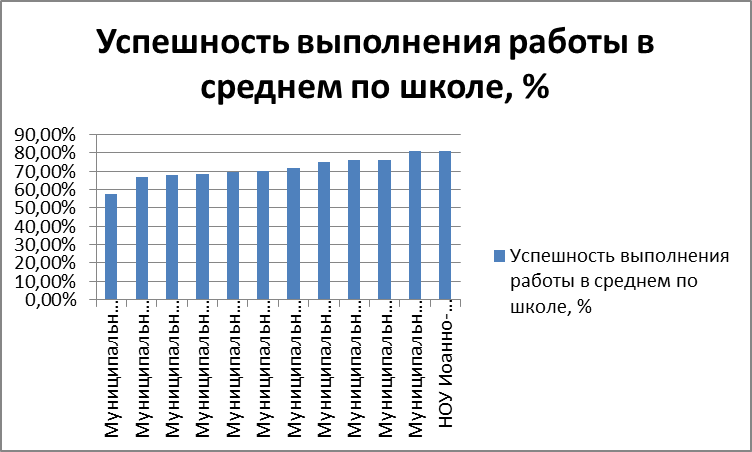 Успешность выполнения работы в
среднем по школе, %
90,00%
80,00%
70,00%
60,00%
50,00%
40,00%
30,00%
20,00%
10,00%
0,00%
Муниципальн…
Муниципальн…
Муниципальн…
Муниципальн…
Муниципальн…
Муниципальн…
Муниципальн…
Муниципальн…
Муниципальн…
Муниципальн…
Муниципальн…
НОУ Иоанно-…
Успешность выполнения
работы в среднем по
школе, %